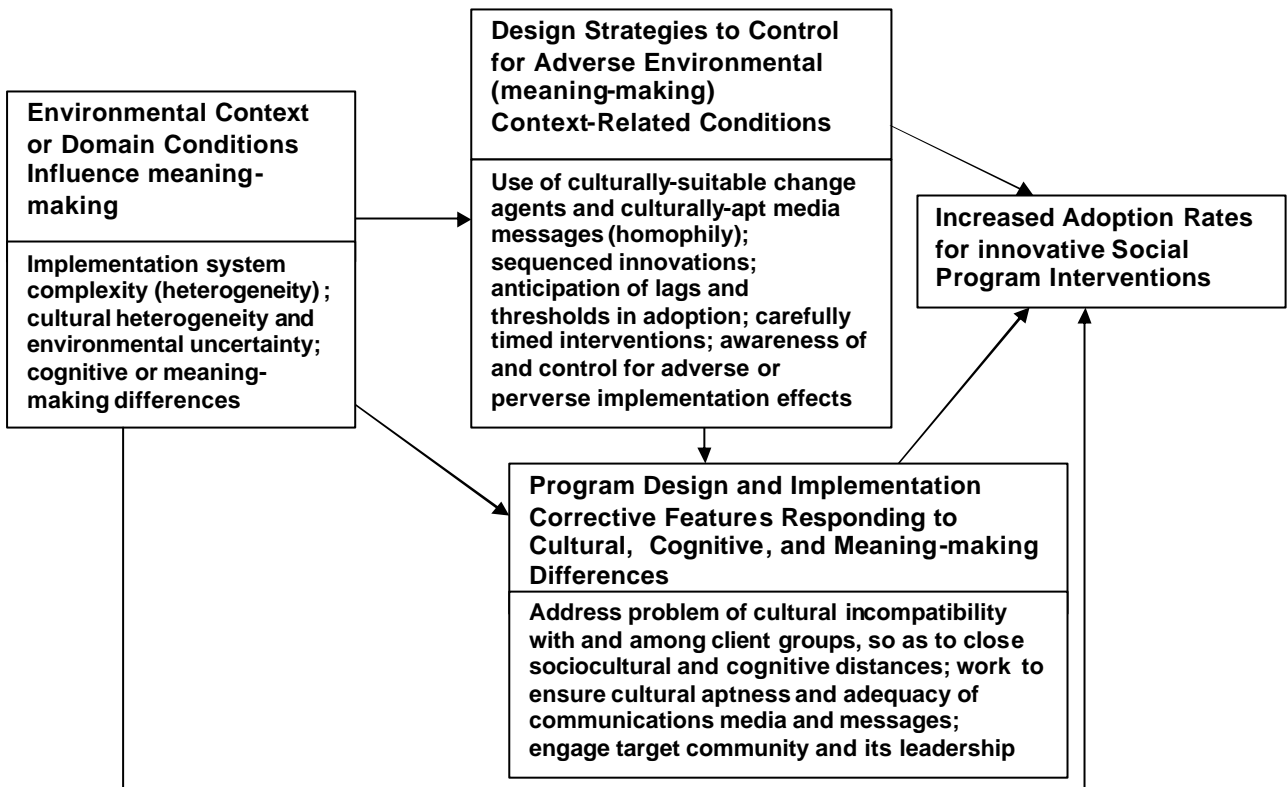 Environmental Context
or Domain Conditions
Influence meaning-
making
Implementation system
complexity (heterogeneity) ;
cultural heterogeneity and
environmental uncertainty;
cognitive or meaning-
making differences
Design Strategies to Control
for Adverse Environmental
(meaning-making)
Context-Related Conditions
Use of culturally-suitable change
agents and culturally-apt media
messages (homophily);
sequenced innovations;
anticipation of lags and
thresholds in adoption; carefully
timed interventions; awareness of
and control for adverse or
perverse implementation effects
Increased Adoption Rates
for innovative Social
Program Interventions
Program Design and Implementation
Corrective Features Responding to
Cultural, Cognitive, and Meaning-making
Differences
Address problem of cultural incompatibility
with and among client groups, so as to close
sociocultural and cognitive distances; work to
ensure cultural aptness and adequacy of
communications media and messages;
engage target community and its leadership